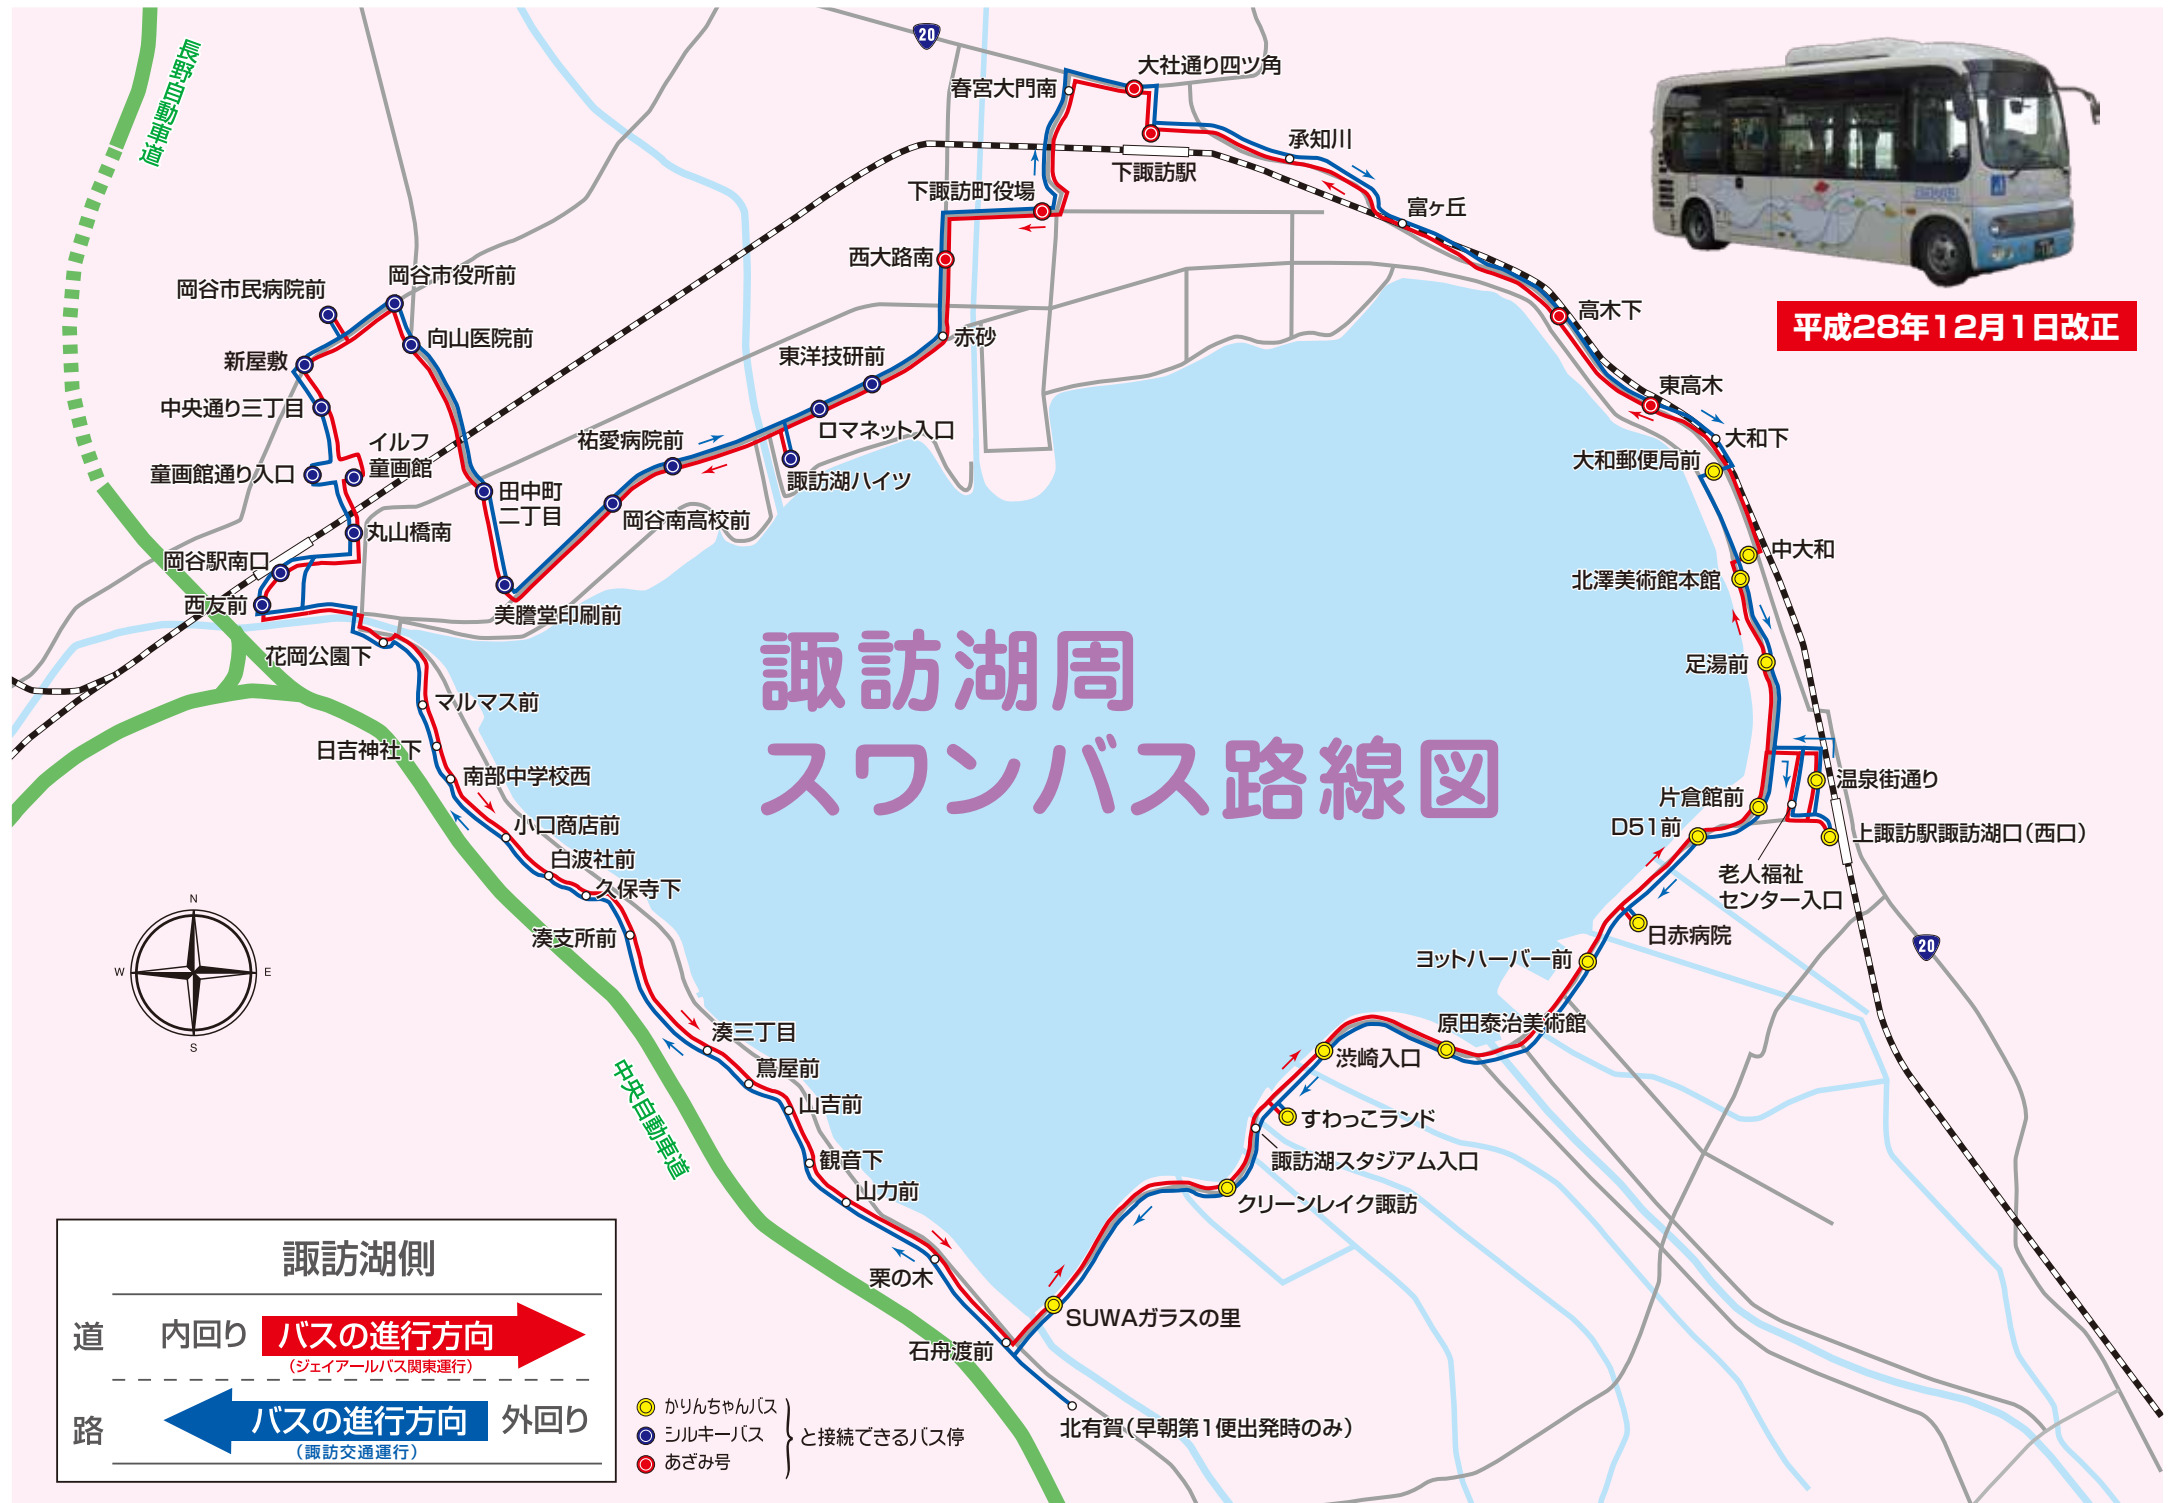 長野自動車道
20
春宮大門南
大社通り四ツ角
承知川
下諏訪駅
下諏訪町役場
富ヶ丘
西大路南
高木下
赤砂
東高木
平成28年12月1日改正
岡谷市役所前
岡谷市民病院前
向山医院前
新屋敷
中央通り三丁目
イルフ
童画館
童画館通り入口
田中町
二丁目
丸山橋南
岡谷駅南口
西友前
東洋技研前
ロマネット入口
祐愛病院前
諏訪湖ハイツ
岡谷南高校前
美謄堂印刷前
大和下
大和郵便局前
中大和
北澤美術館本館
足湯前
諏訪湖周
スワンバス路線図
花岡公園下
マルマス前
日吉神社下
南部中学校西
小口商店前
白波社前
久保寺下
湊支所前
温泉街通り
片倉館前
D51前
上諏訪駅諏訪湖口(西口)
老人福祉
センター入口
日赤病院
ヨットハーバー前
20
N
W
E
S
湊三丁目
原田泰治美術館
渋崎入口
蔦屋前
山吉前
中央自動車道
すわっこランド
観音下
諏訪湖スタジアム入口
山力前
クリーンレイク諏訪
栗の木
SUWAガラスの里
石舟渡前
北有賀(早朝第1便出発時のみ)
諏訪湖側
道
内回り
バスの進行方向
(ジェイアールバス関東運行)
路
バスの進行方向
外回り
(諏訪交通運行)
かりんちゃんバス
シルキーバス
と接続できるバス停
あざみ号